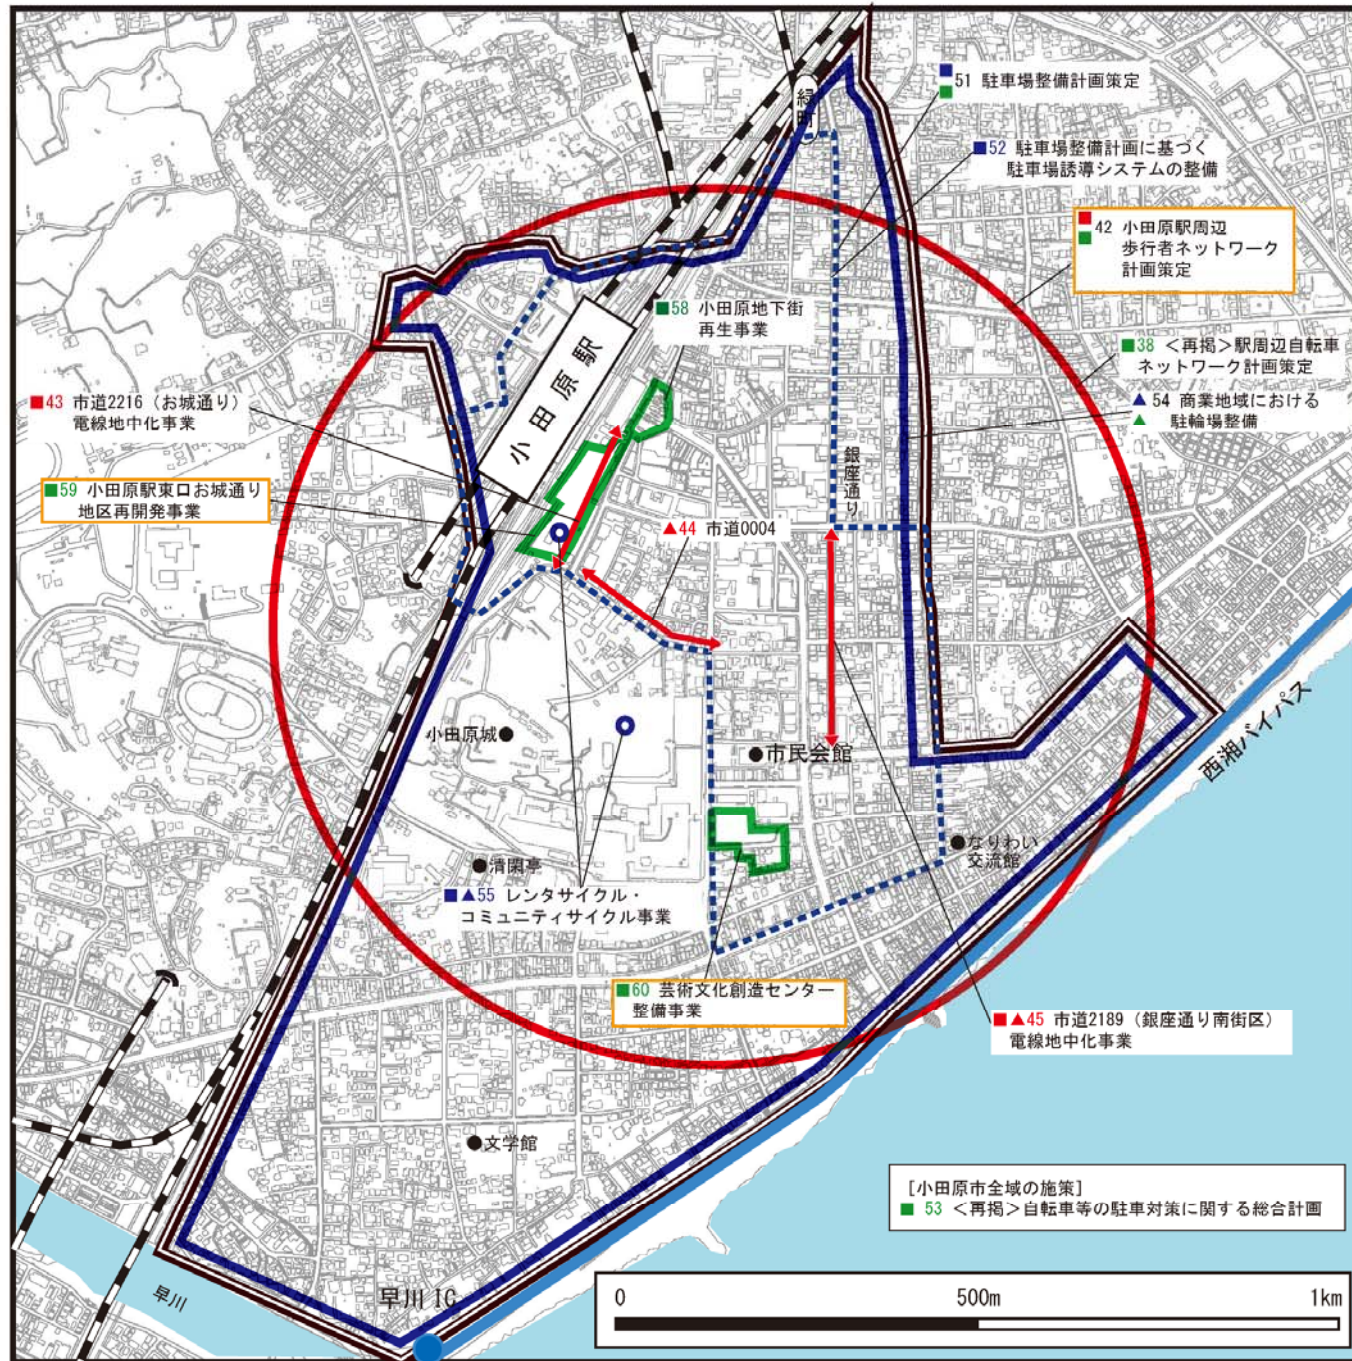 緑町
■51 駐車場整備計画策定
■52 駐車場整備計画に基づく
駐車場誘導システムの整備
42 小田原駅周辺
歩行者ネットワーク
計画策定
■58 小田原地下街
再生事業
■38 <再掲>駅周辺自転車
ネットワーク計画策定
▲54 商業地域における
▲ 駐輪場整備
小田原駅
■43 市道2216(お城通り)
電線地中化事業
銀座通り
■59 小田原駅東口お城通り
地区再開発事業
▲44 市道0004
小田原城●
●市民会館
西湘バイパス
●なりわい
交流館
●清閑亭
■▲55 レンタサイクル・
コミュニティサイクル事業
■60 芸術文化創造センター
整備事業
■▲45 市道2189(銀座通り南街区)
電線地中化事業
●文学館
[小田原市全域の施策]
■ 53 <再掲>自転車等の駐車対策に関する総合計画
早川
早川 IC
0 500m 1km